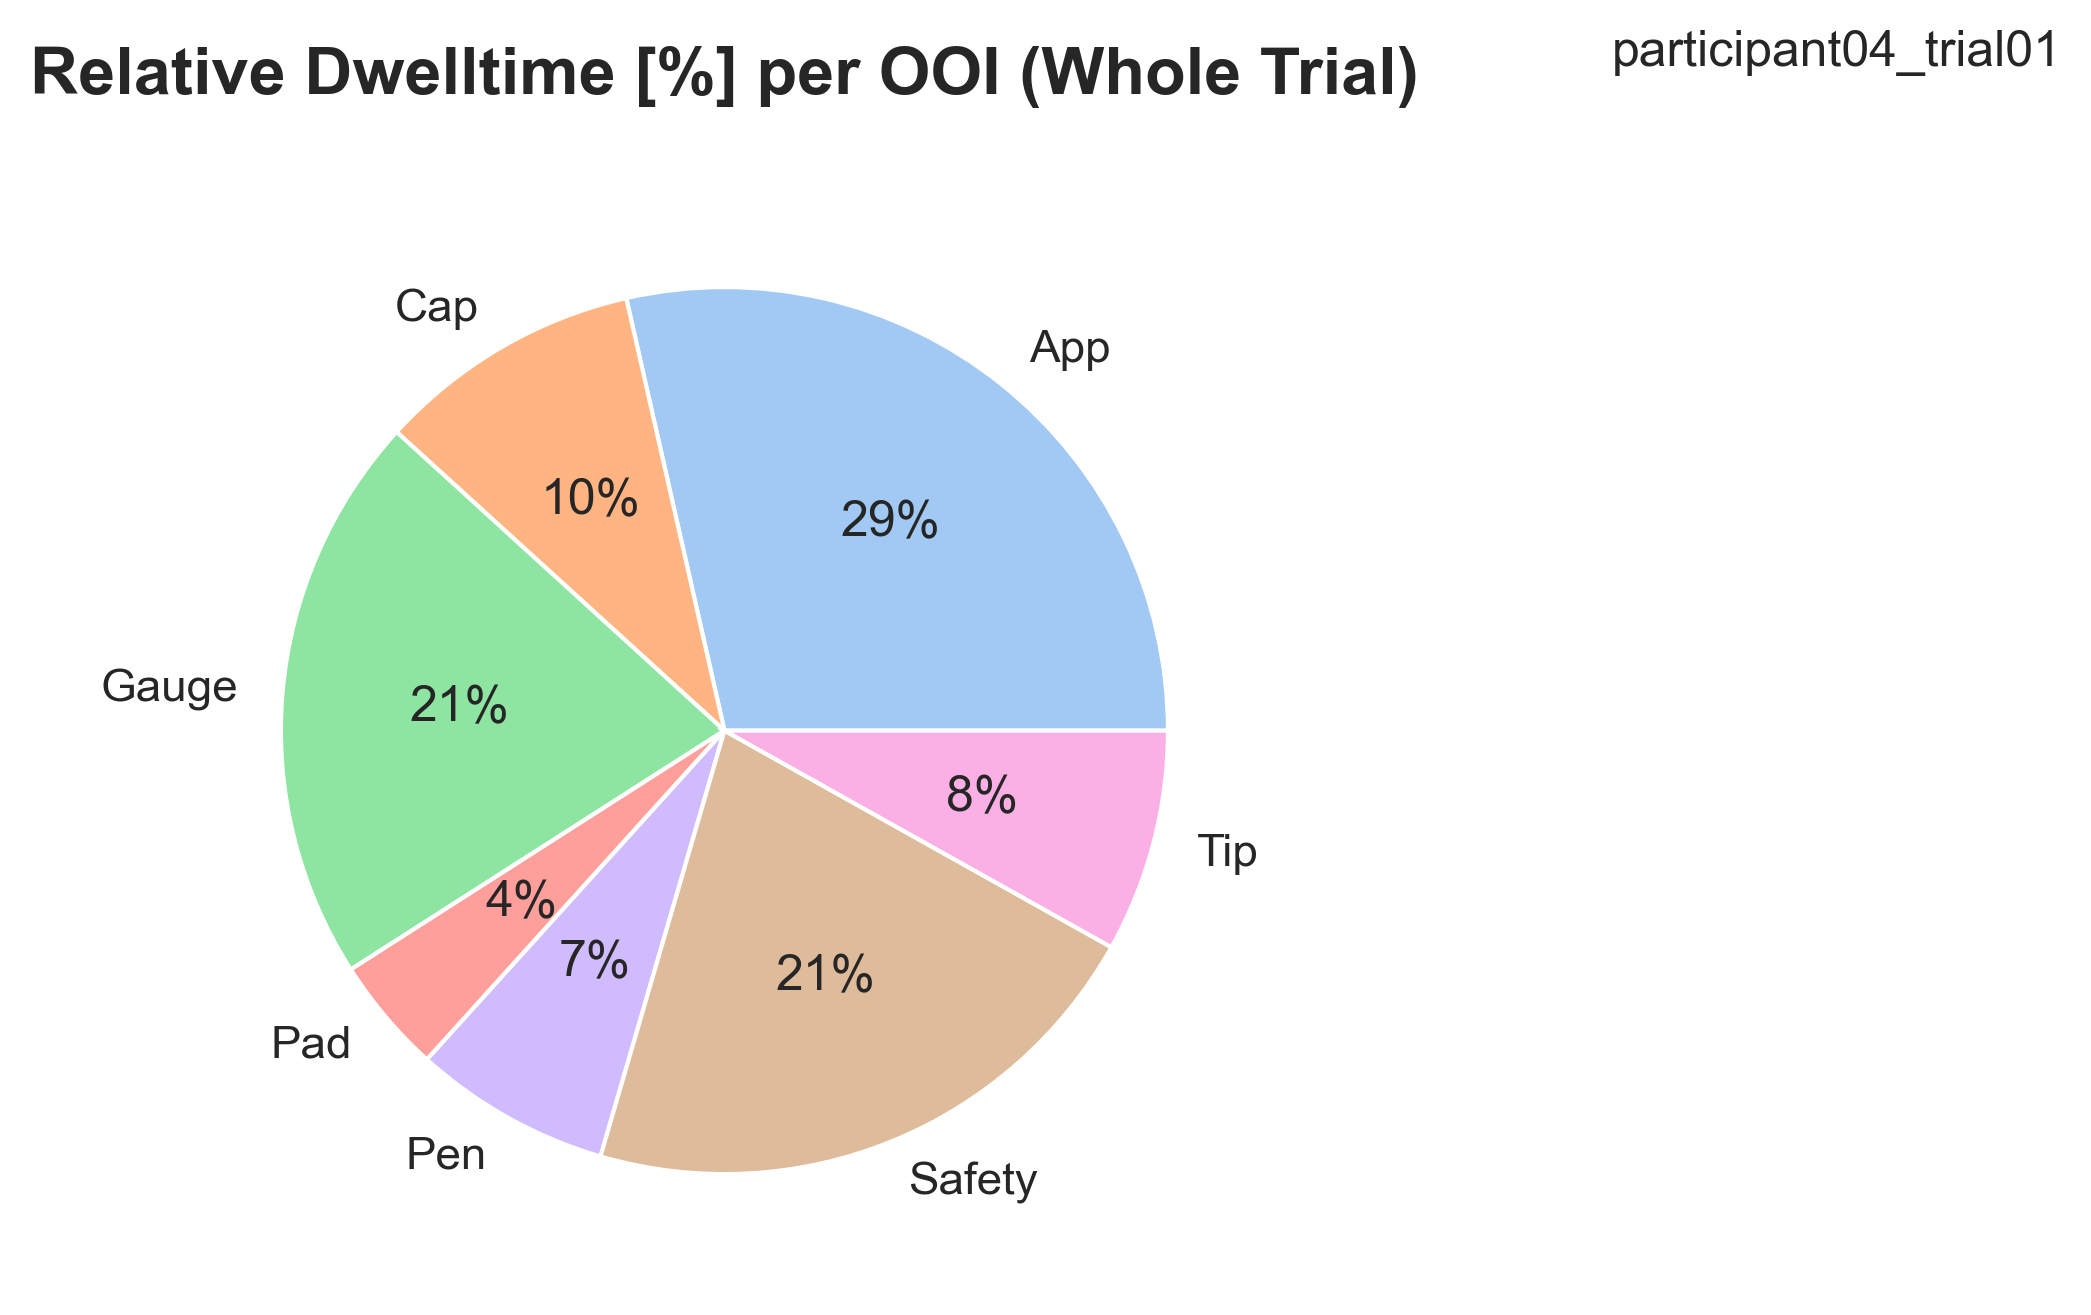 Relative Dwelltime [%] per OOI (Whole Trial)
participant04_trial01
Cap
App
10%
29%
Gauge
21%
8%
Tip
4%
7%
21%
Pad
Pen
Safety